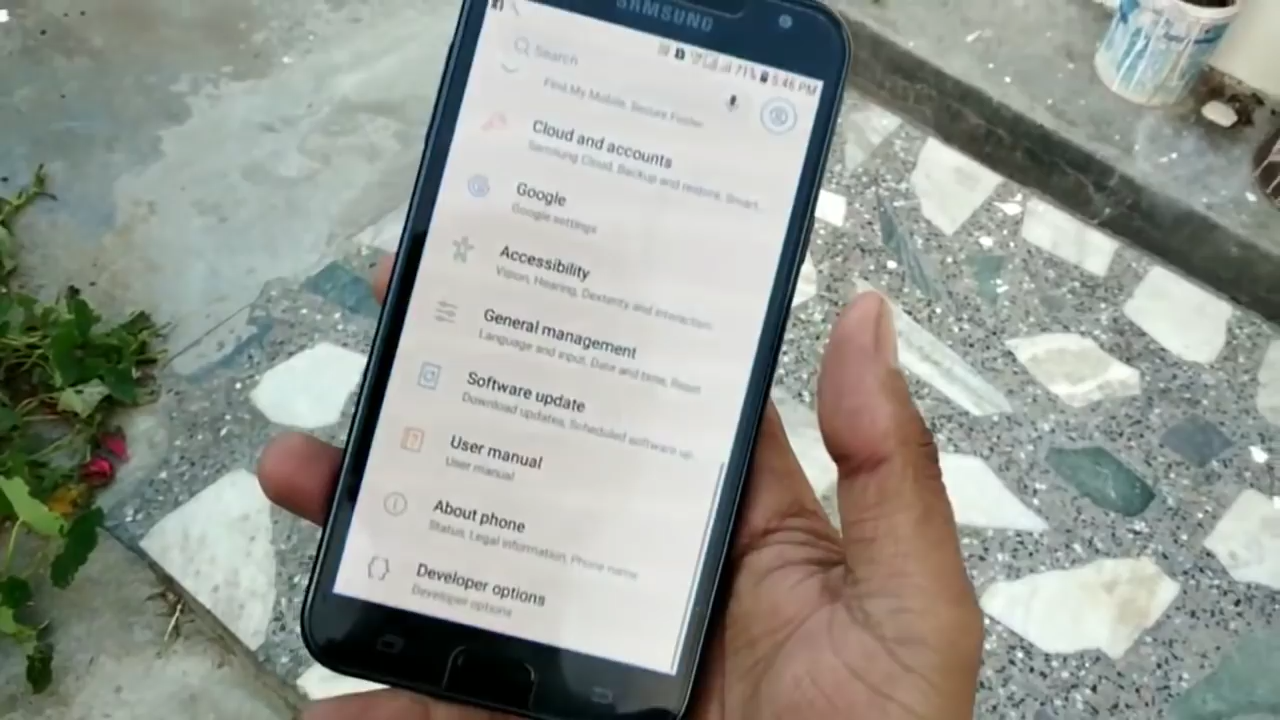 SAMSUNG
71% 5:46 PM
Search
Find My Mobile, Secure Folder
Cloud and accounts
Samsung Cloud, Backup and restore, Smart...
Google
Google settings
Accessibility
Vision, Hearing, Dexterity and interaction
General management
Language and input, Date and time, Reset
Software update
Download updates, Scheduled software up...
User manual
User manual
About phone
Status, Legal information, Phone name
Developer options
Developer options